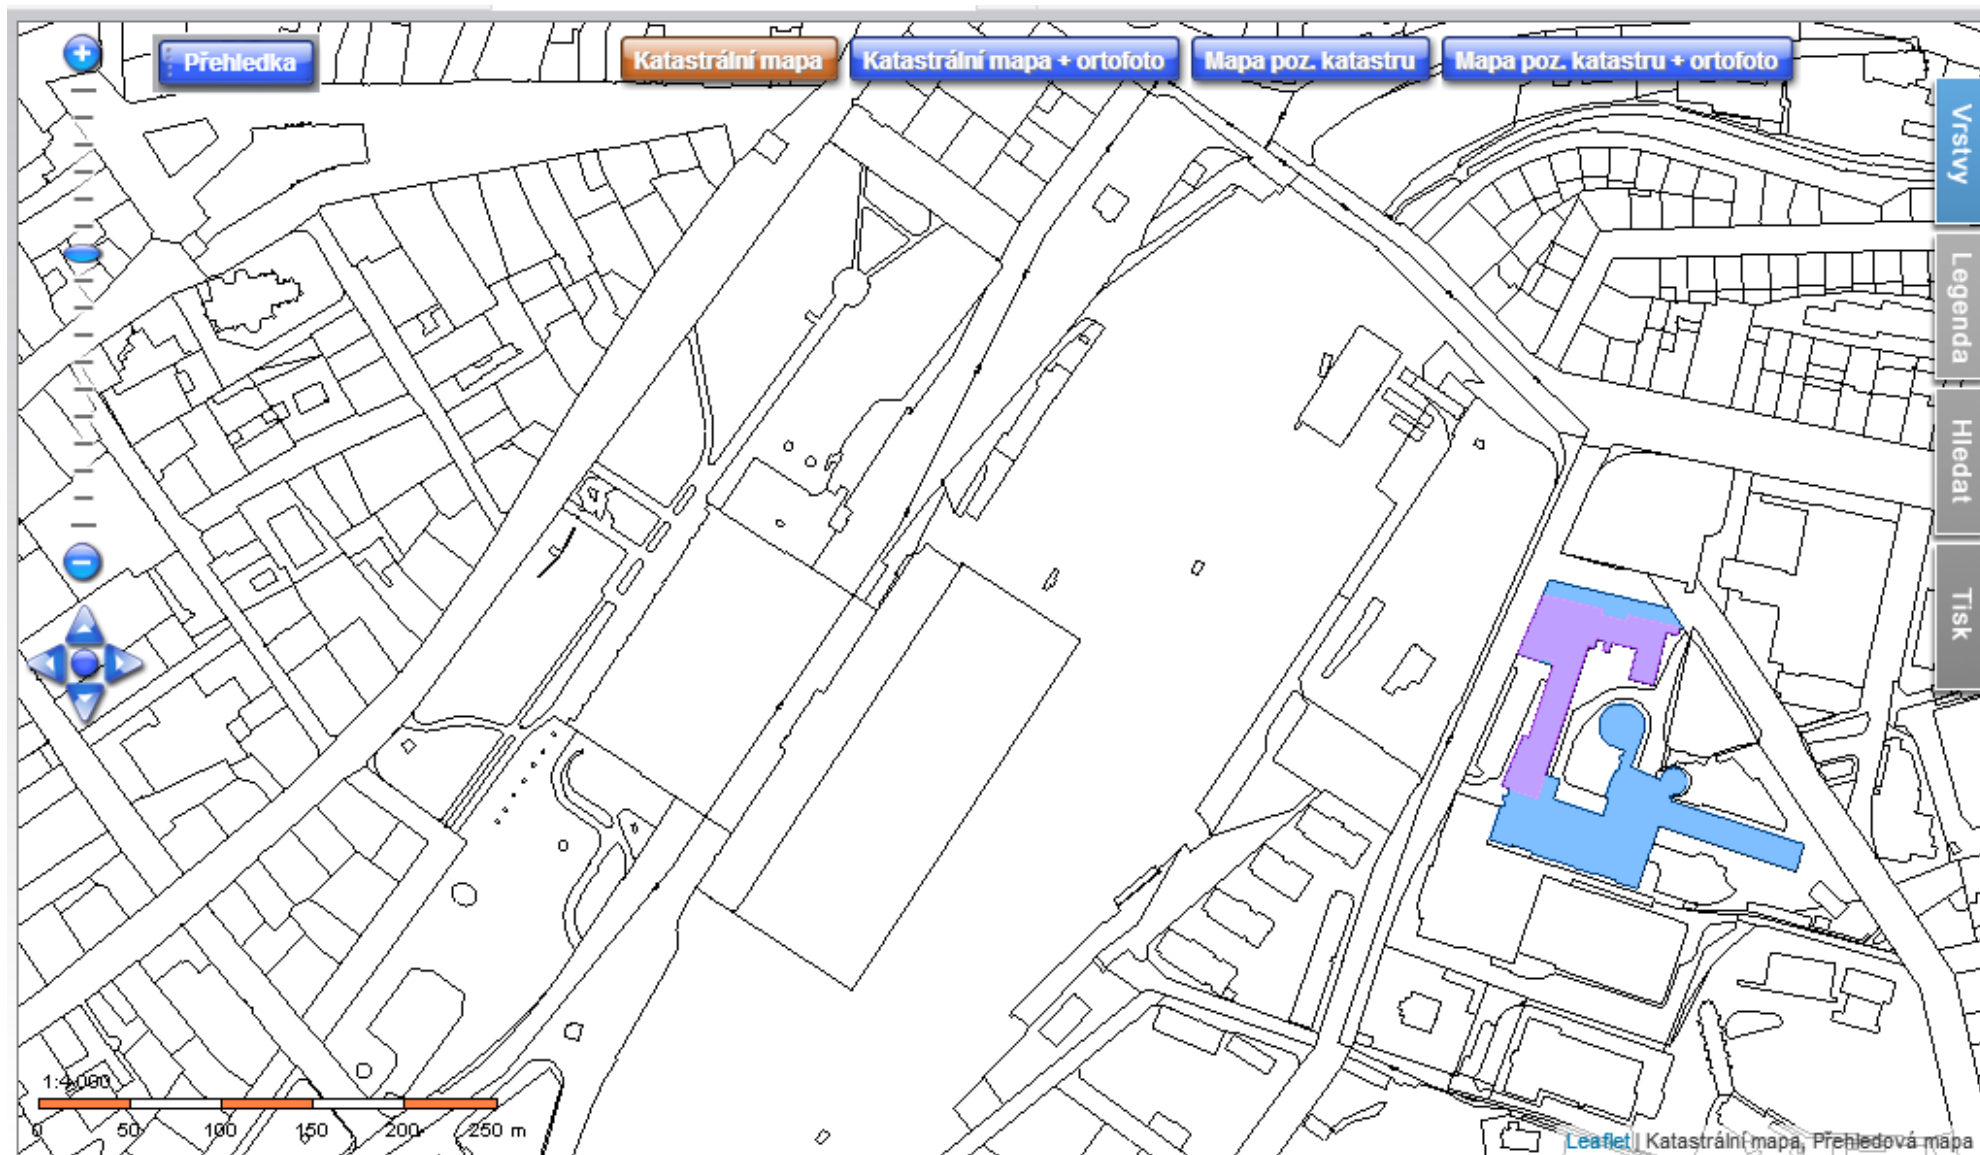 Přehledka
Katastrální mapa
Katastrální mapa + ortofoto
Mapa poz. katastru
Mapa poz. katastru + ortofoto
Vrstvy
Legenda
Hledat
Tisk
1:4 000
0 50 100 150 200 250 m
Leaflet | Katastrální mapa, Přehledová mapa